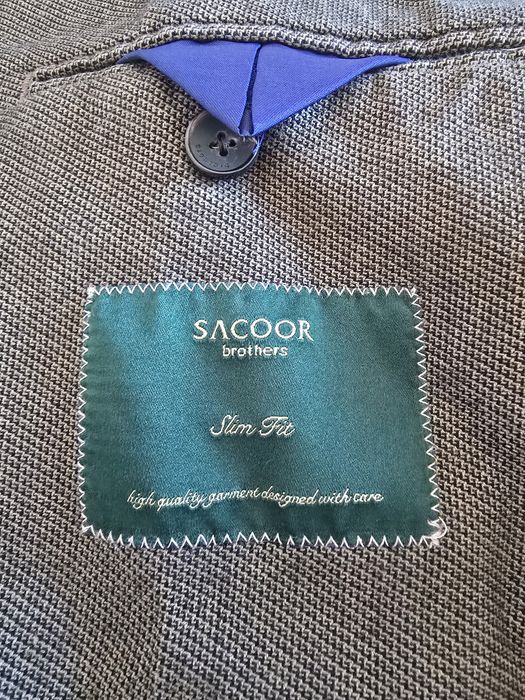 SACOOR
brothers
Slim Fit
high quality garment designed with care